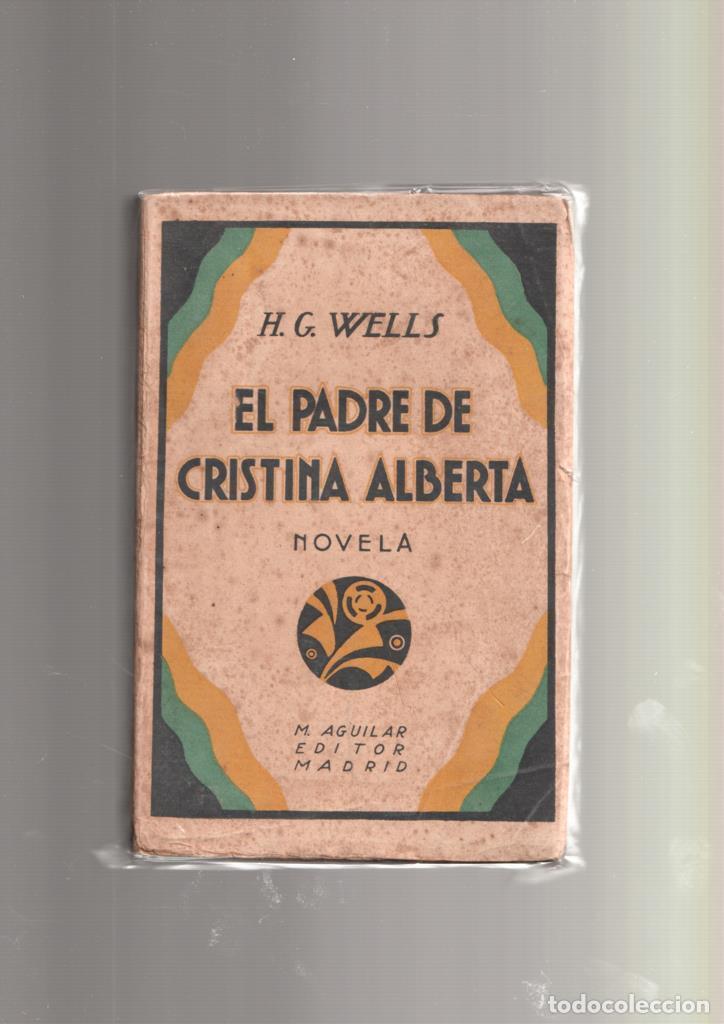 H. G. WELLS
EL PADRE DE
CRISTINA ALBERTA
NOVELA
M. AGUILAR
EDITOR
MADRID
todocoleccion